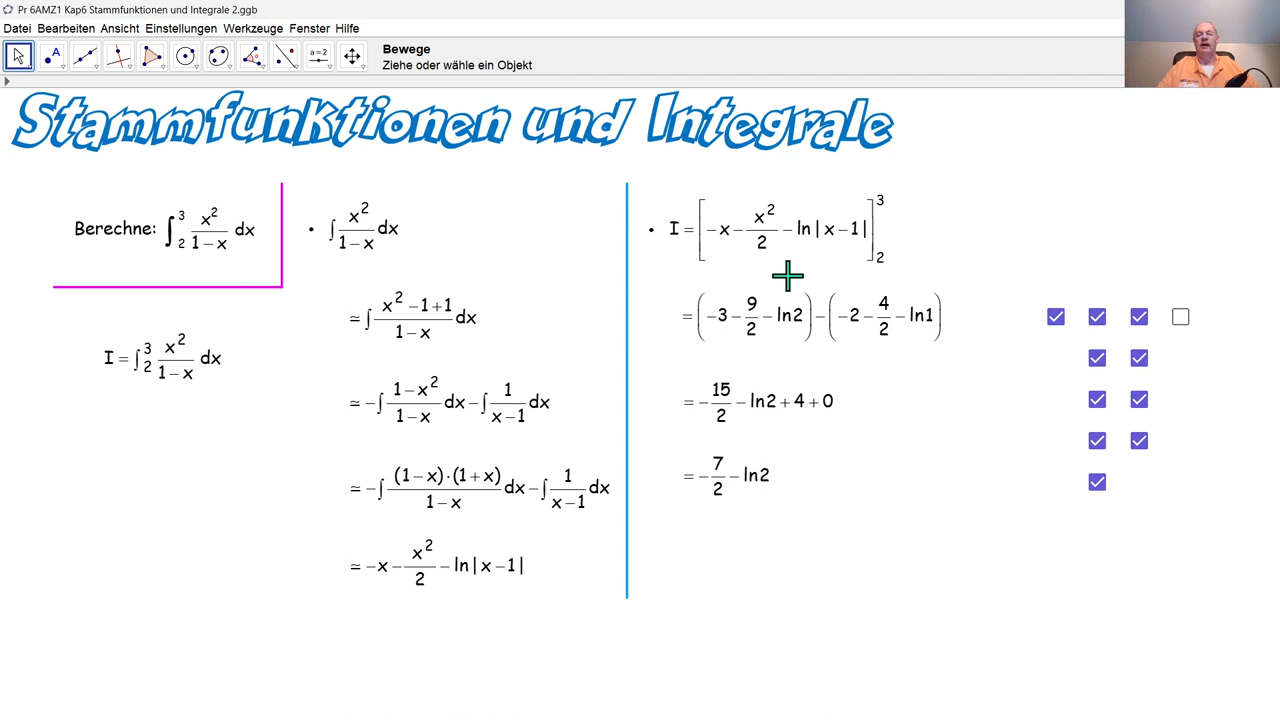 Pr 6AMZ1 Kap6 Stammfunktionen und Integrale 2.ggb
Datei Bearbeiten Ansicht Einstellungen Werkzeuge Fenster Hilfe
A
a=2
Bewege
Ziehe oder wähle ein Objekt
Stammfunktionen und Integrale
Berechne: ∫₂³ x²/(1−x) dx
I = ∫₂³ x²/(1−x) dx
• ∫ x²/(1−x) dx
≃ ∫ (x²−1+1)/(1−x) dx
≃ −∫ (1−x²)/(1−x) dx − ∫ 1/(x−1) dx
≃ −∫ ((1−x)·(1+x))/(1−x) dx − ∫ 1/(x−1) dx
≃ −x − x²/2 − ln|x−1|
• I = [−x − x²/2 − ln|x−1|]₂³
= (−3 − 9/2 − ln2) − (−2 − 4/2 − ln1)
= −15/2 − ln2 + 4 + 0
= −7/2 − ln2